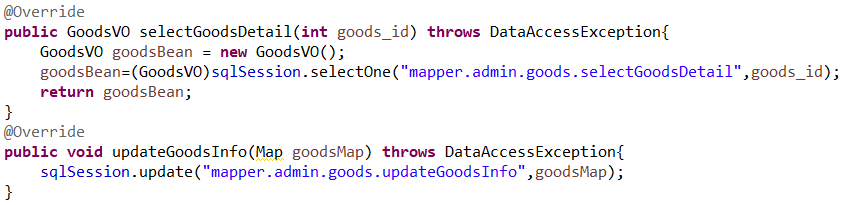 @Override
public GoodsVO selectGoodsDetail(int goods_id) throws DataAccessException{
    GoodsVO goodsBean = new GoodsVO();
    goodsBean=(GoodsVO)sqlSession.selectOne("mapper.admin.goods.selectGoodsDetail",goods_id);
    return goodsBean;
}
@Override
public void updateGoodsInfo(Map goodsMap) throws DataAccessException{
    sqlSession.update("mapper.admin.goods.updateGoodsInfo",goodsMap);
}